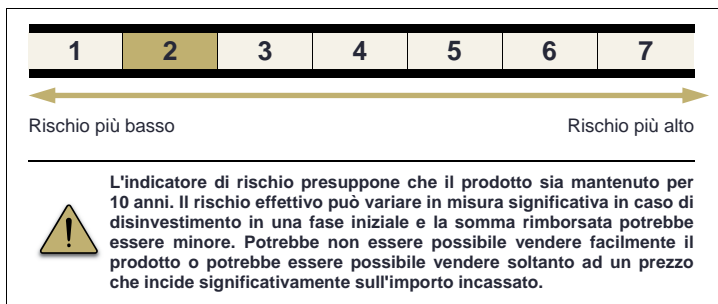 1 2 3 4 5 6 7
Rischio più basso Rischio più alto
L'indicatore di rischio presuppone che il prodotto sia mantenuto per
10 anni. Il rischio effettivo può variare in misura significativa in caso di
disinvestimento in una fase iniziale e la somma rimborsata potrebbe
essere minore. Potrebbe non essere possibile vendere facilmente il
prodotto o potrebbe essere possibile vendere soltanto ad un prezzo
che incide significativamente sull'importo incassato.